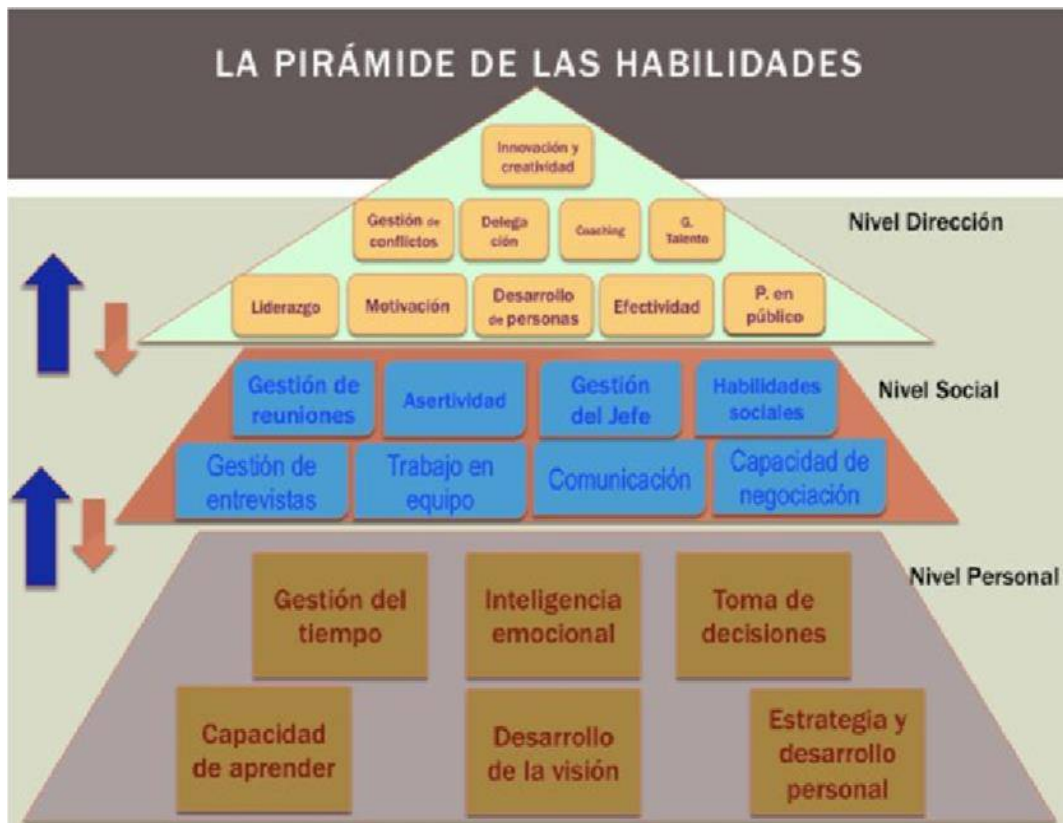 LA PIRÁMIDE DE LAS HABILIDADES
Innovación y
creatividad
Gestión de
conflictos
Delega
ción
Coaching
G.
Talento
Nivel Dirección
Liderazgo
Motivación
Desarrollo
de personas
Efectividad
P. en
público
Gestión de
reuniones
Asertividad
Gestión
del Jefe
Habilidades
sociales
Nivel Social
Gestión de
entrevistas
Trabajo en
equipo
Comunicación
Capacidad de
negociación
Nivel Personal
Gestión del
tiempo
Inteligencia
emocional
Toma de
decisiones
Capacidad
de aprender
Desarrollo
de la visión
Estrategia y
desarrollo
personal